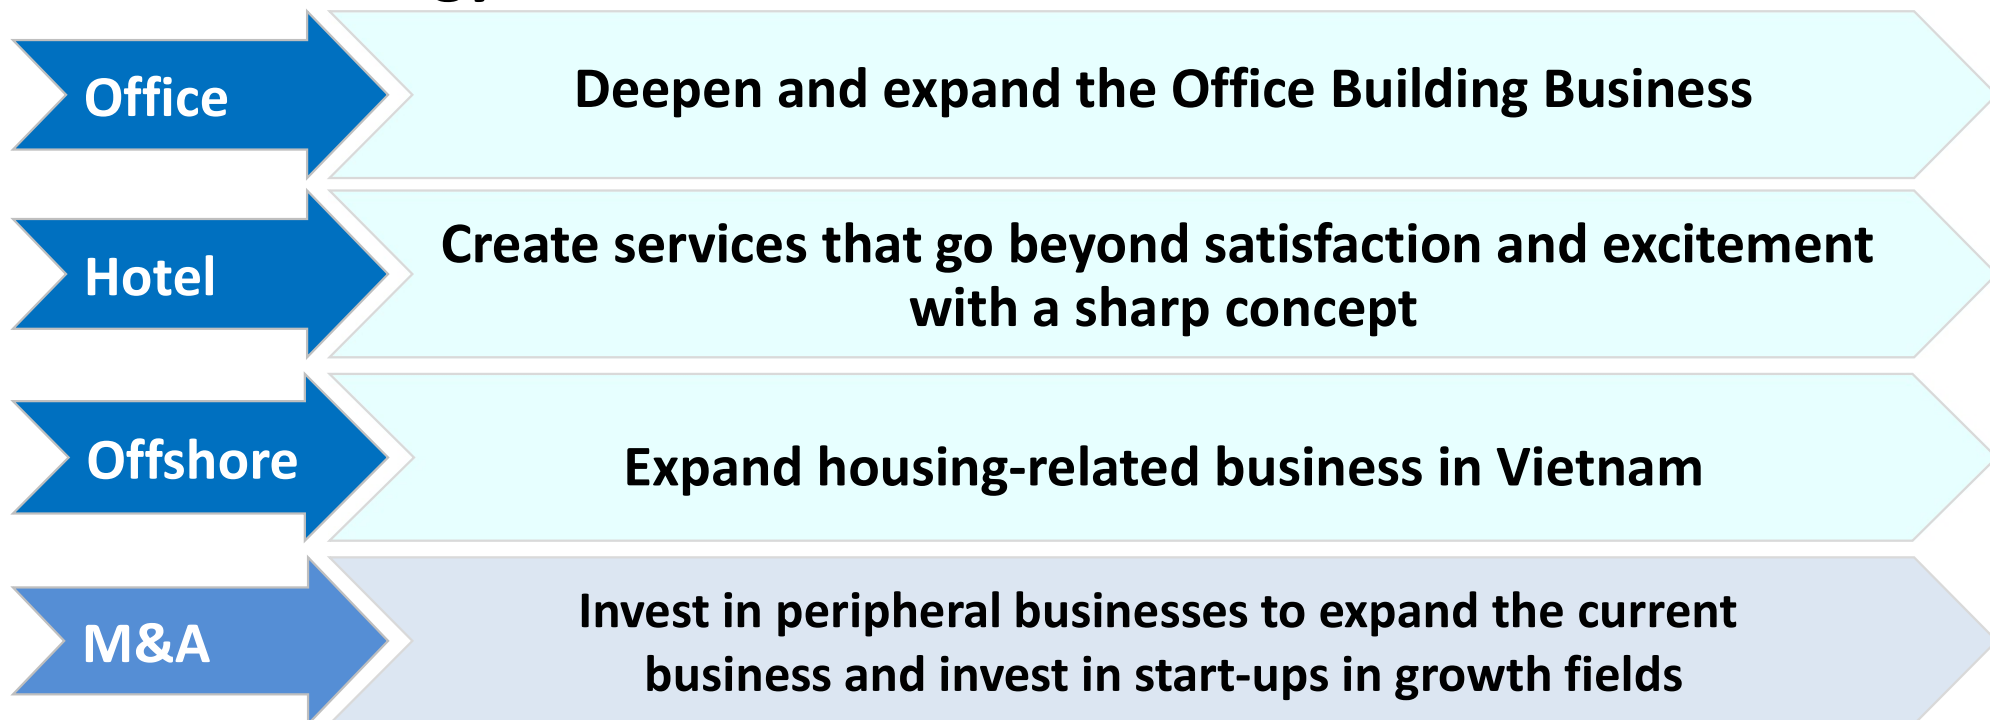 Office
Deepen and expand the Office Building Business
Hotel
Create services that go beyond satisfaction and excitement
with a sharp concept
Offshore
Expand housing-related business in Vietnam
M&A
Invest in peripheral businesses to expand the current
business and invest in start-ups in growth fields